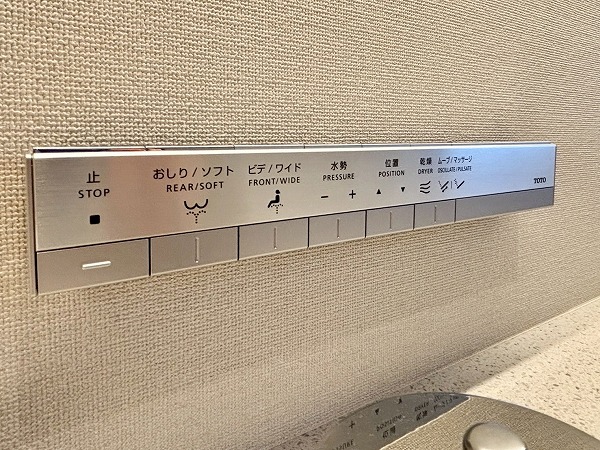 止
STOP
おしり/ソフト
REAR/SOFT
ビデ/ワイド
FRONT/WIDE
水勢
PRESSURE
− +
位置
POSITION
▲ ▼
乾燥
DRYER
ムーブ/マッサージ
OSCILLATE/PULSATE
TOTO